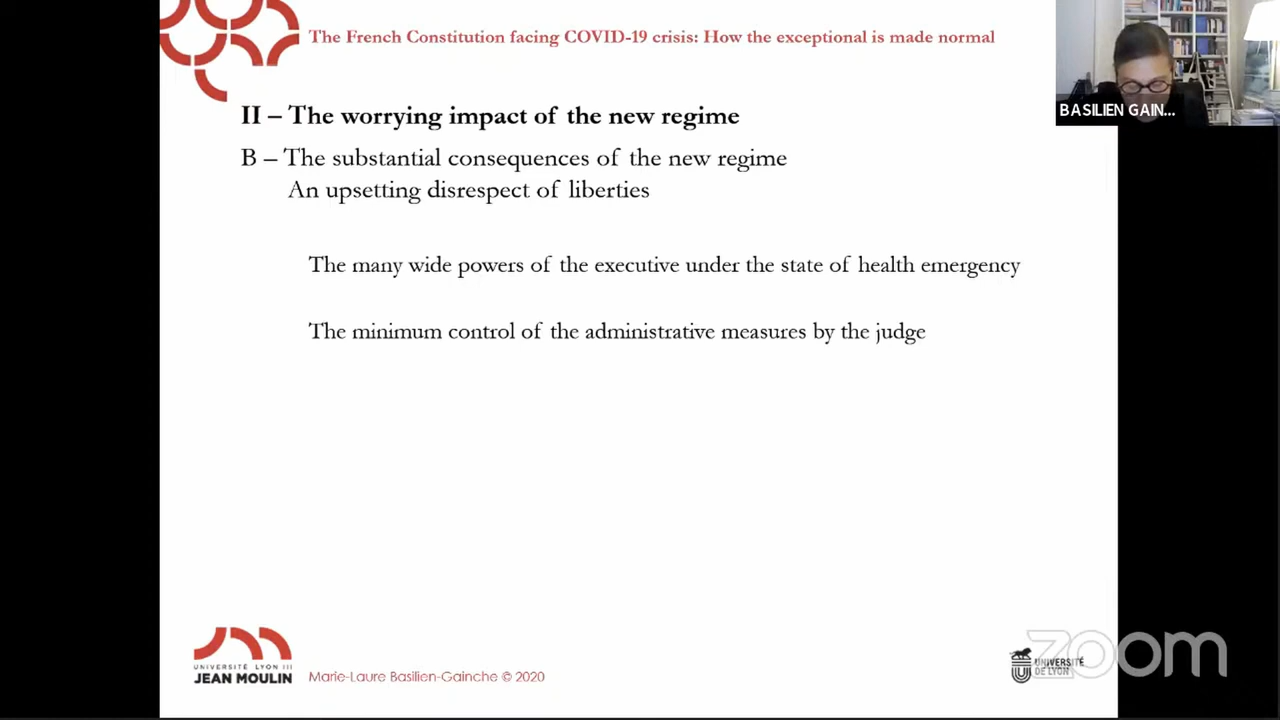 The French Constitution facing COVID-19 crisis: How the exceptional is made normal
BASILIEN GAIN...
II – The worrying impact of the new regime
B – The substantial consequences of the new regime
An upsetting disrespect of liberties
The many wide powers of the executive under the state of health emergency
The minimum control of the administrative measures by the judge
UNIVERSITÉ LYON III
JEAN MOULIN
Marie-Laure Basilien-Gainche © 2020
UNIVERSITÉ
DE LYON
zoom